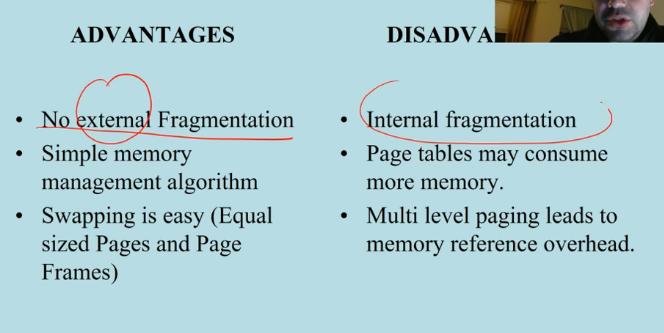 ADVANTAGES
• No external Fragmentation
• Simple memory
management algorithm
• Swapping is easy (Equal
sized Pages and Page
Frames)
DISADVA
• Internal fragmentation
• Page tables may consume
more memory.
• Multi level paging leads to
memory reference overhead.